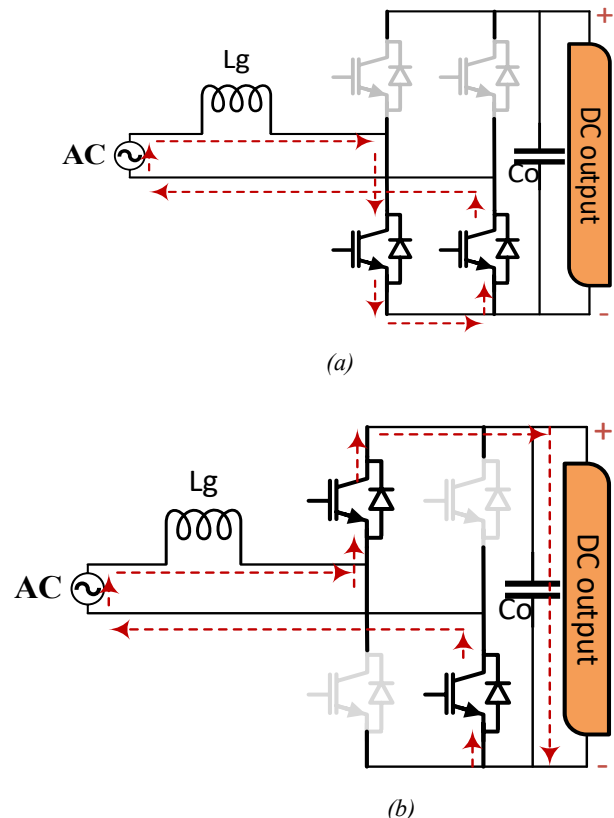 +
Lg
AC
Co
DC output
-
(a)
+
Lg
AC
Co
DC output
-
(b)